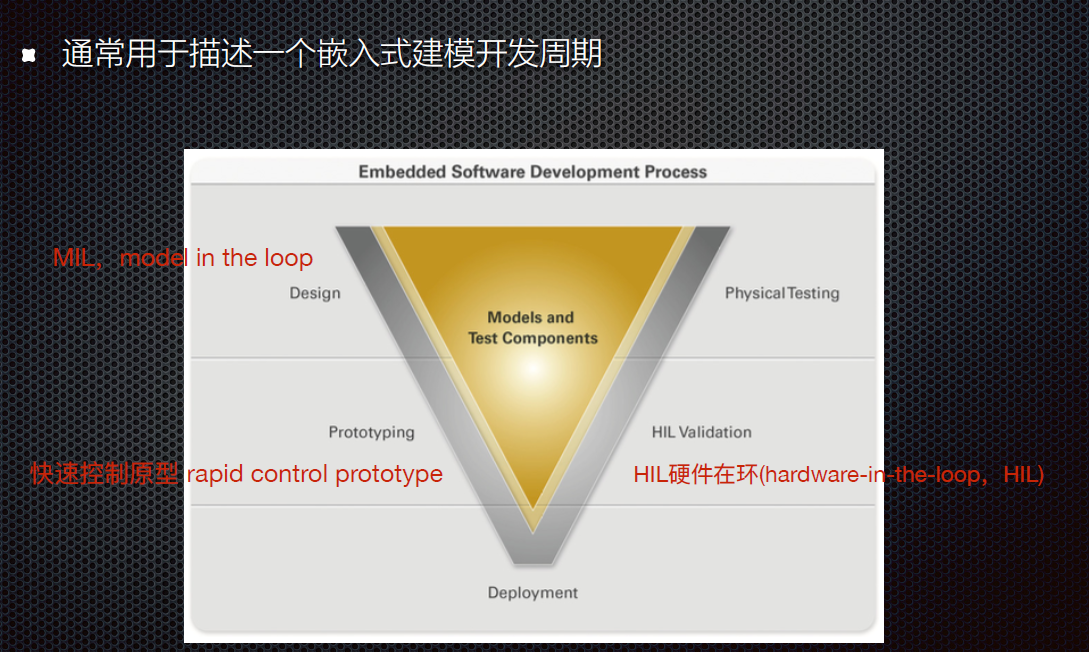 通常用于描述一个嵌入式建模开发周期
Embedded Software Development Process
MIL，model in the loop
Design
Physical Testing
Models and
Test Components
Prototyping
HIL Validation
快速控制原型 rapid control prototype
HIL硬件在环(hardware-in-the-loop，HIL)
Deployment